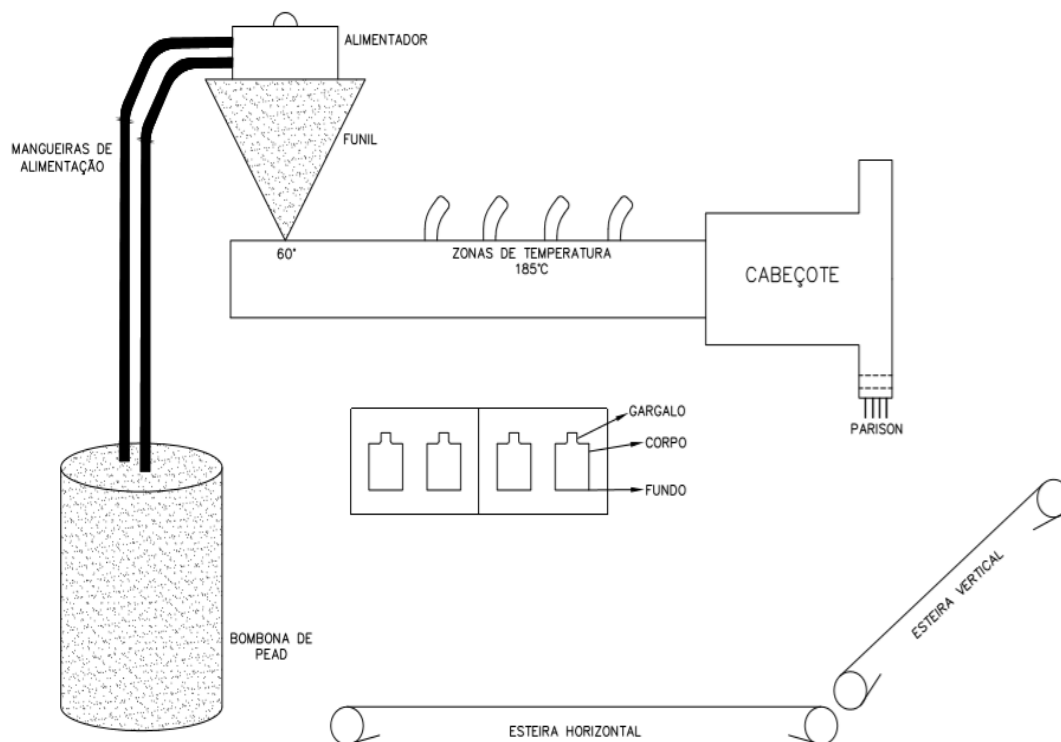 ALIMENTADOR
MANGUEIRAS DE
ALIMENTAÇÃO
FUNIL
60°
ZONAS DE TEMPERATURA
185°C
CABEÇOTE
PARISON
GARGALO
CORPO
FUNDO
BOMBONA DE
PEAD
ESTEIRA VERTICAL
ESTEIRA HORIZONTAL